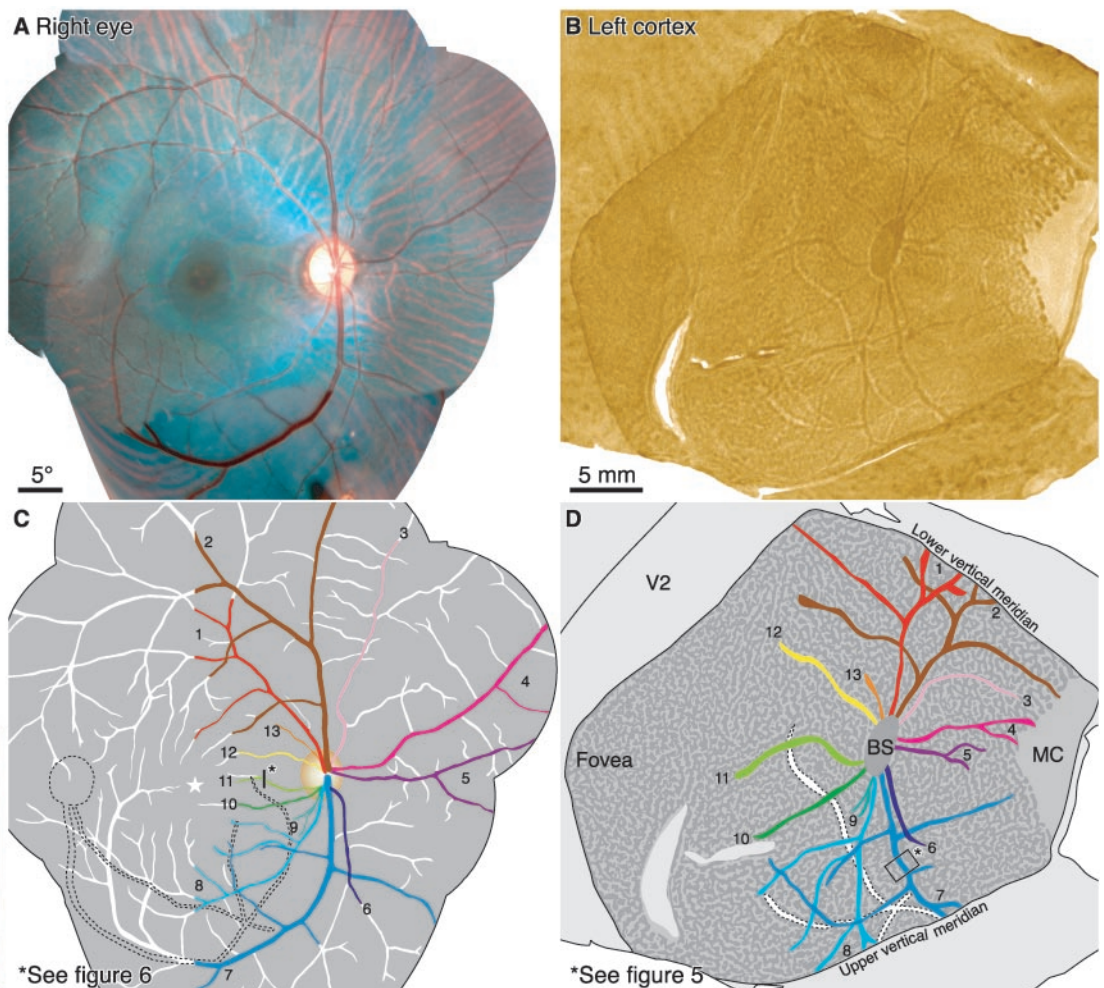 A Right eye
5°
B Left cortex
5 mm
C
2
3
1
4
13
12
*
11
5
10
9
8
6
7
*See figure 6
D
V2
Lower vertical meridian
1
2
12
13
3
BS
4
MC
Fovea
5
11
9
10
6
*
7
8
Upper vertical meridian
*See figure 5